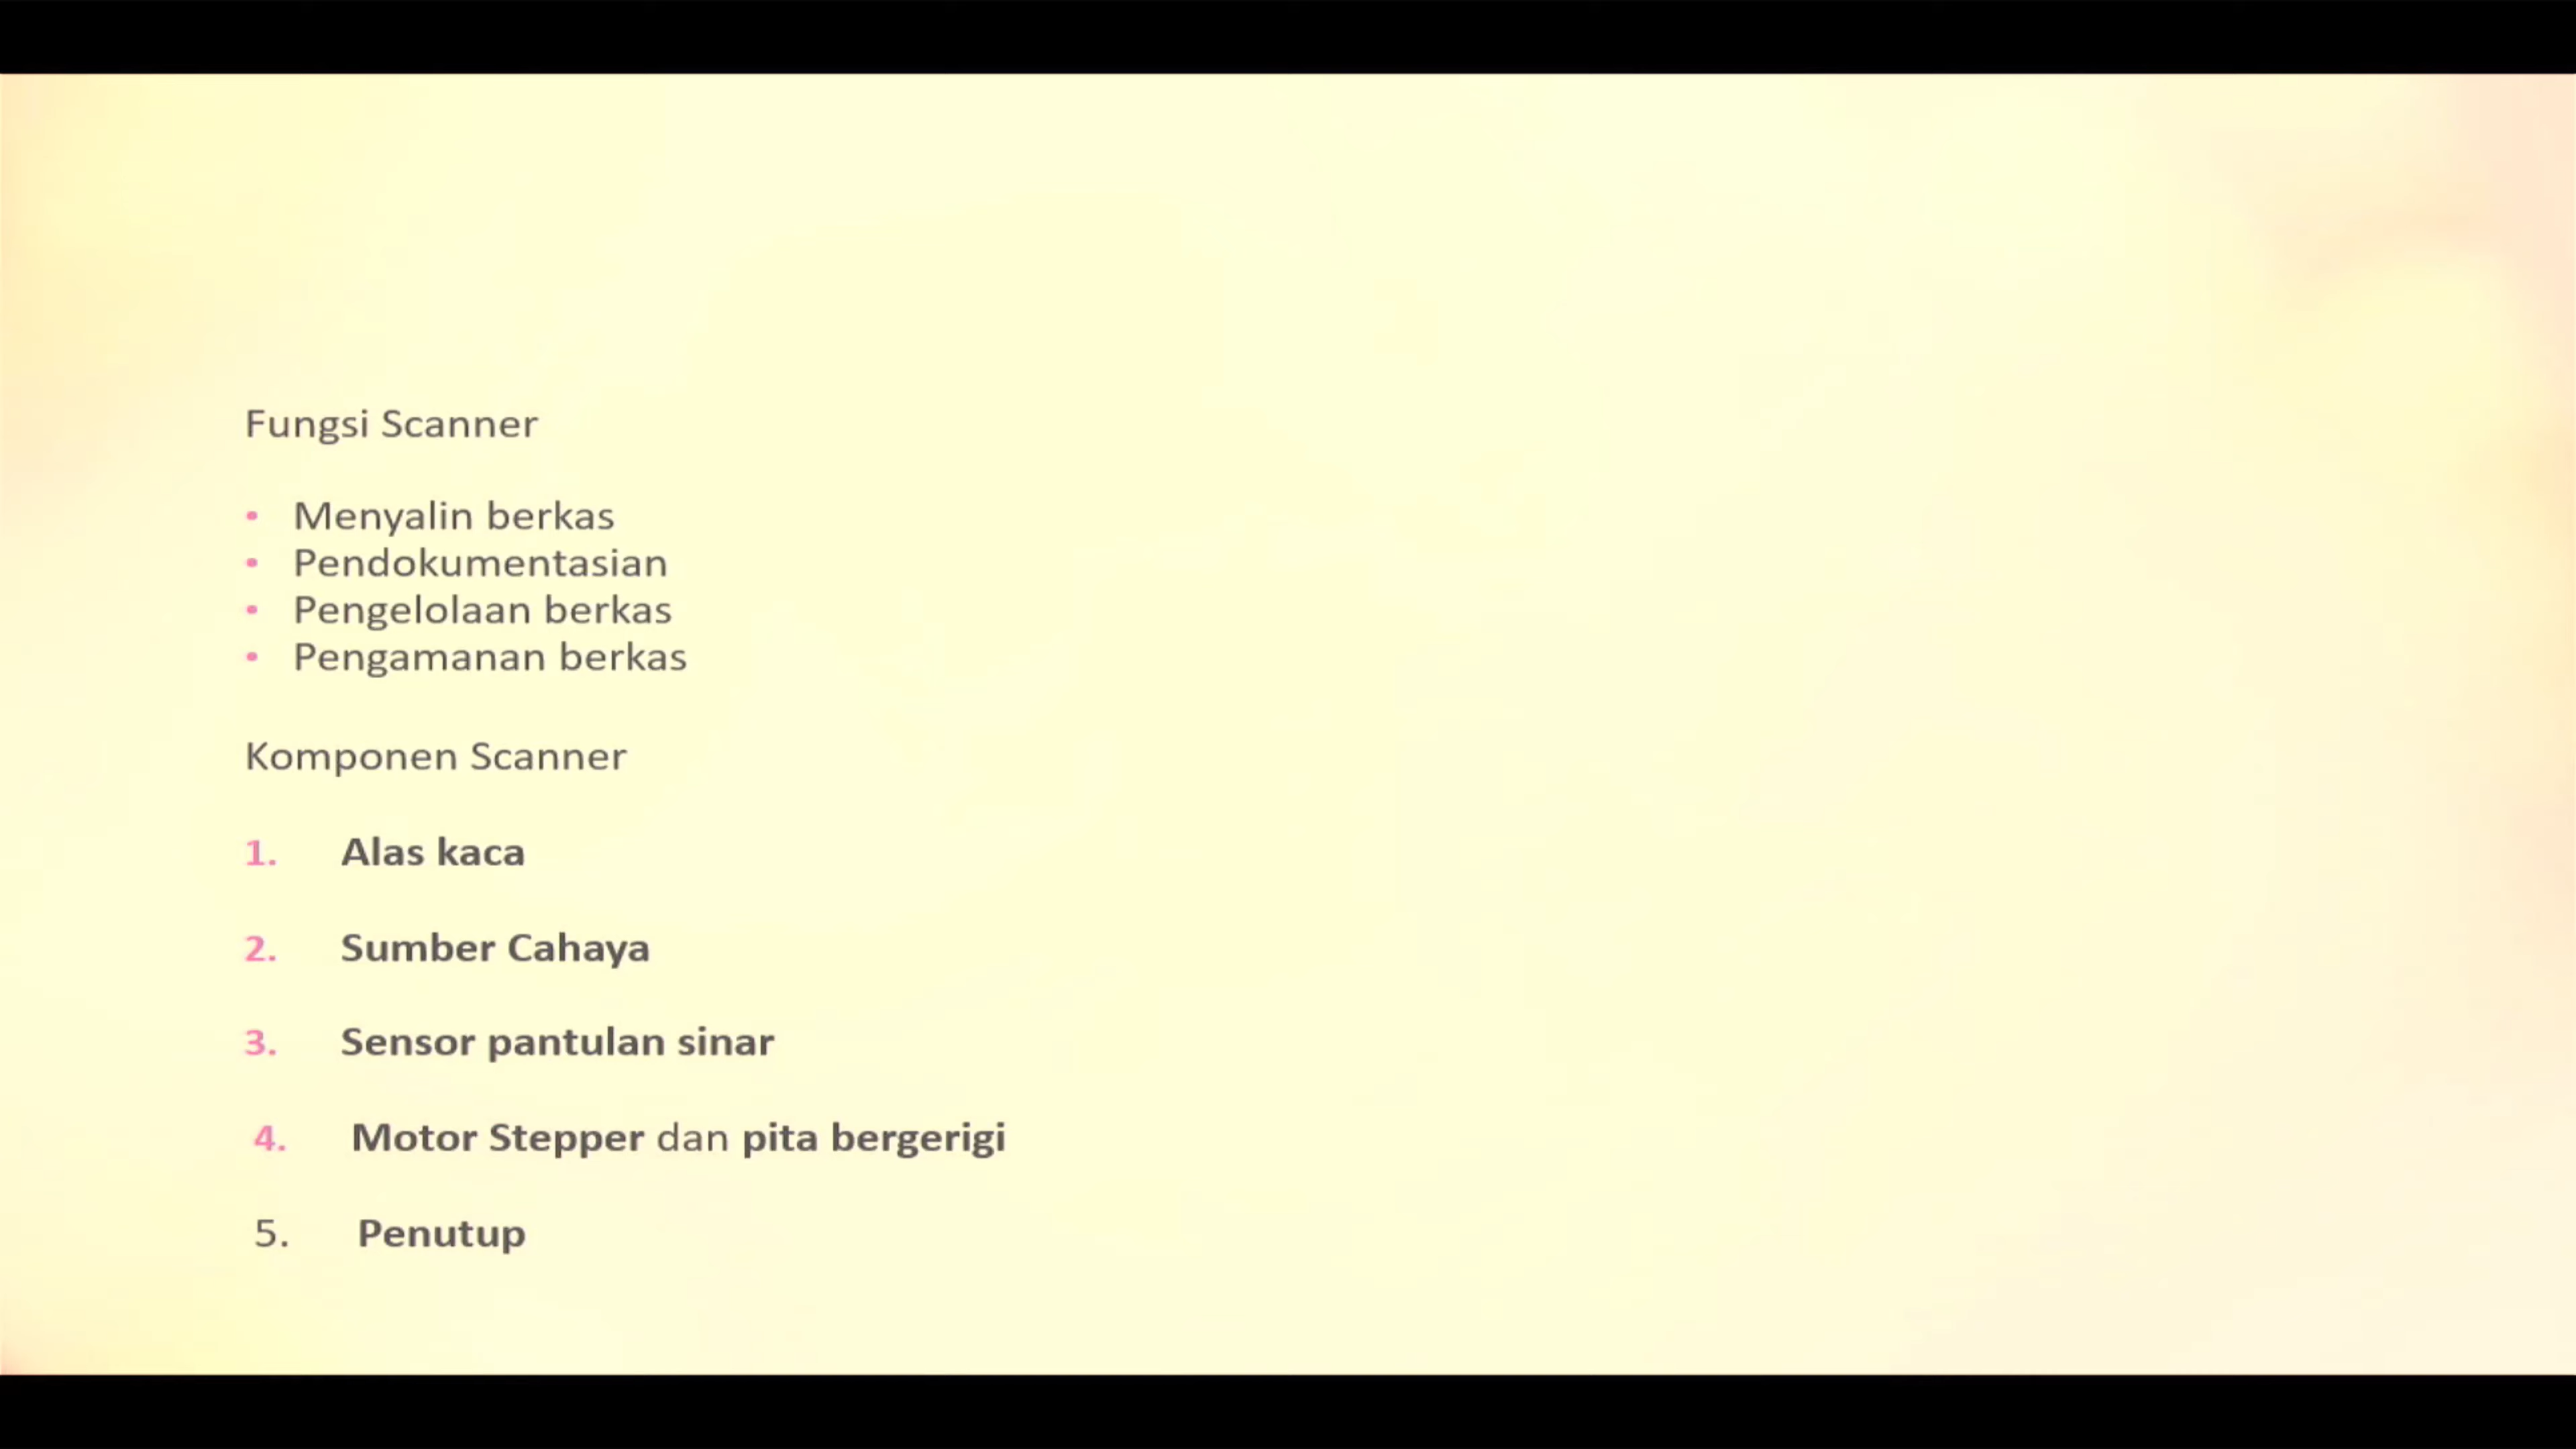 Fungsi Scanner
• Menyalin berkas
• Pendokumentasian
• Pengelolaan berkas
• Pengamanan berkas
Komponen Scanner
1. Alas kaca
2. Sumber Cahaya
3. Sensor pantulan sinar
4. Motor Stepper dan pita bergerigi
5. Penutup